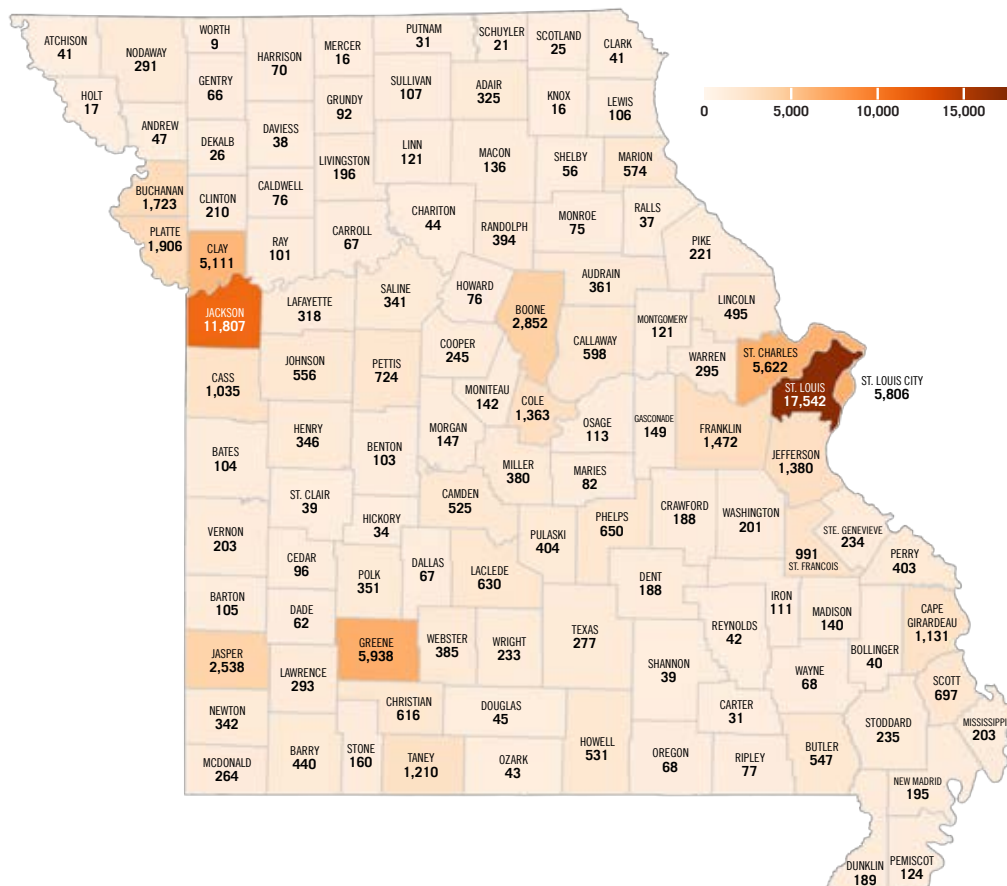 ATCHISON
41
NODAWAY
291
WORTH
9
HARRISON
70
MERCER
16
PUTNAM
31
SCHUYLER
21
SCOTLAND
25
CLARK
41
HOLT
17
GENTRY
66
SULLIVAN
107
ADAIR
325
KNOX
16
LEWIS
106
0
5,000
10,000
15,000
ANDREW
47
DEKALB
26
DAVIESS
38
GRUNDY
92
LINN
121
MACON
136
SHELBY
56
MARION
574
LIVINGSTON
196
BUCHANAN
1,723
CLINTON
210
CALDWELL
76
CHARITON
44
RANDOLPH
394
MONROE
75
RALLS
37
PLATTE
1,906
CLAY
5,111
RAY
101
CARROLL
67
PIKE
221
AUDRAIN
361
JACKSON
11,807
LAFAYETTE
318
SALINE
341
HOWARD
76
BOONE
2,852
LINCOLN
495
MONTGOMERY
121
CALLAWAY
598
COOPER
245
WARREN
295
ST. CHARLES
5,622
JOHNSON
556
PETTIS
724
CASS
1,035
MONITEAU
142
COLE
1,363
ST. LOUIS
17,542
ST. LOUIS CITY
5,806
OSAGE
113
GASCONADE
149
FRANKLIN
1,472
JEFFERSON
1,380
HENRY
346
BENTON
103
MORGAN
147
BATES
104
MILLER
380
MARIES
82
ST. CLAIR
39
CAMDEN
525
HICKORY
34
PULASKI
404
PHELPS
650
CRAWFORD
188
WASHINGTON
201
STE. GENEVIEVE
234
991
ST. FRANCOIS
PERRY
403
VERNON
203
CEDAR
96
POLK
351
DALLAS
67
LACLEDE
630
DENT
188
IRON
111
MADISON
140
BARTON
105
DADE
62
CAPE
GIRARDEAU
1,131
GREENE
5,938
WEBSTER
385
WRIGHT
233
TEXAS
277
REYNOLDS
42
BOLLINGER
40
JASPER
2,538
LAWRENCE
293
SHANNON
39
WAYNE
68
SCOTT
697
NEWTON
342
CHRISTIAN
616
DOUGLAS
45
CARTER
31
STODDARD
235
MISSISSIPPI
203
HOWELL
531
MCDONALD
264
BARRY
440
STONE
160
TANEY
1,210
OZARK
43
OREGON
68
RIPLEY
77
BUTLER
547
NEW MADRID
195
DUNKLIN
189
PEMISCOT
124